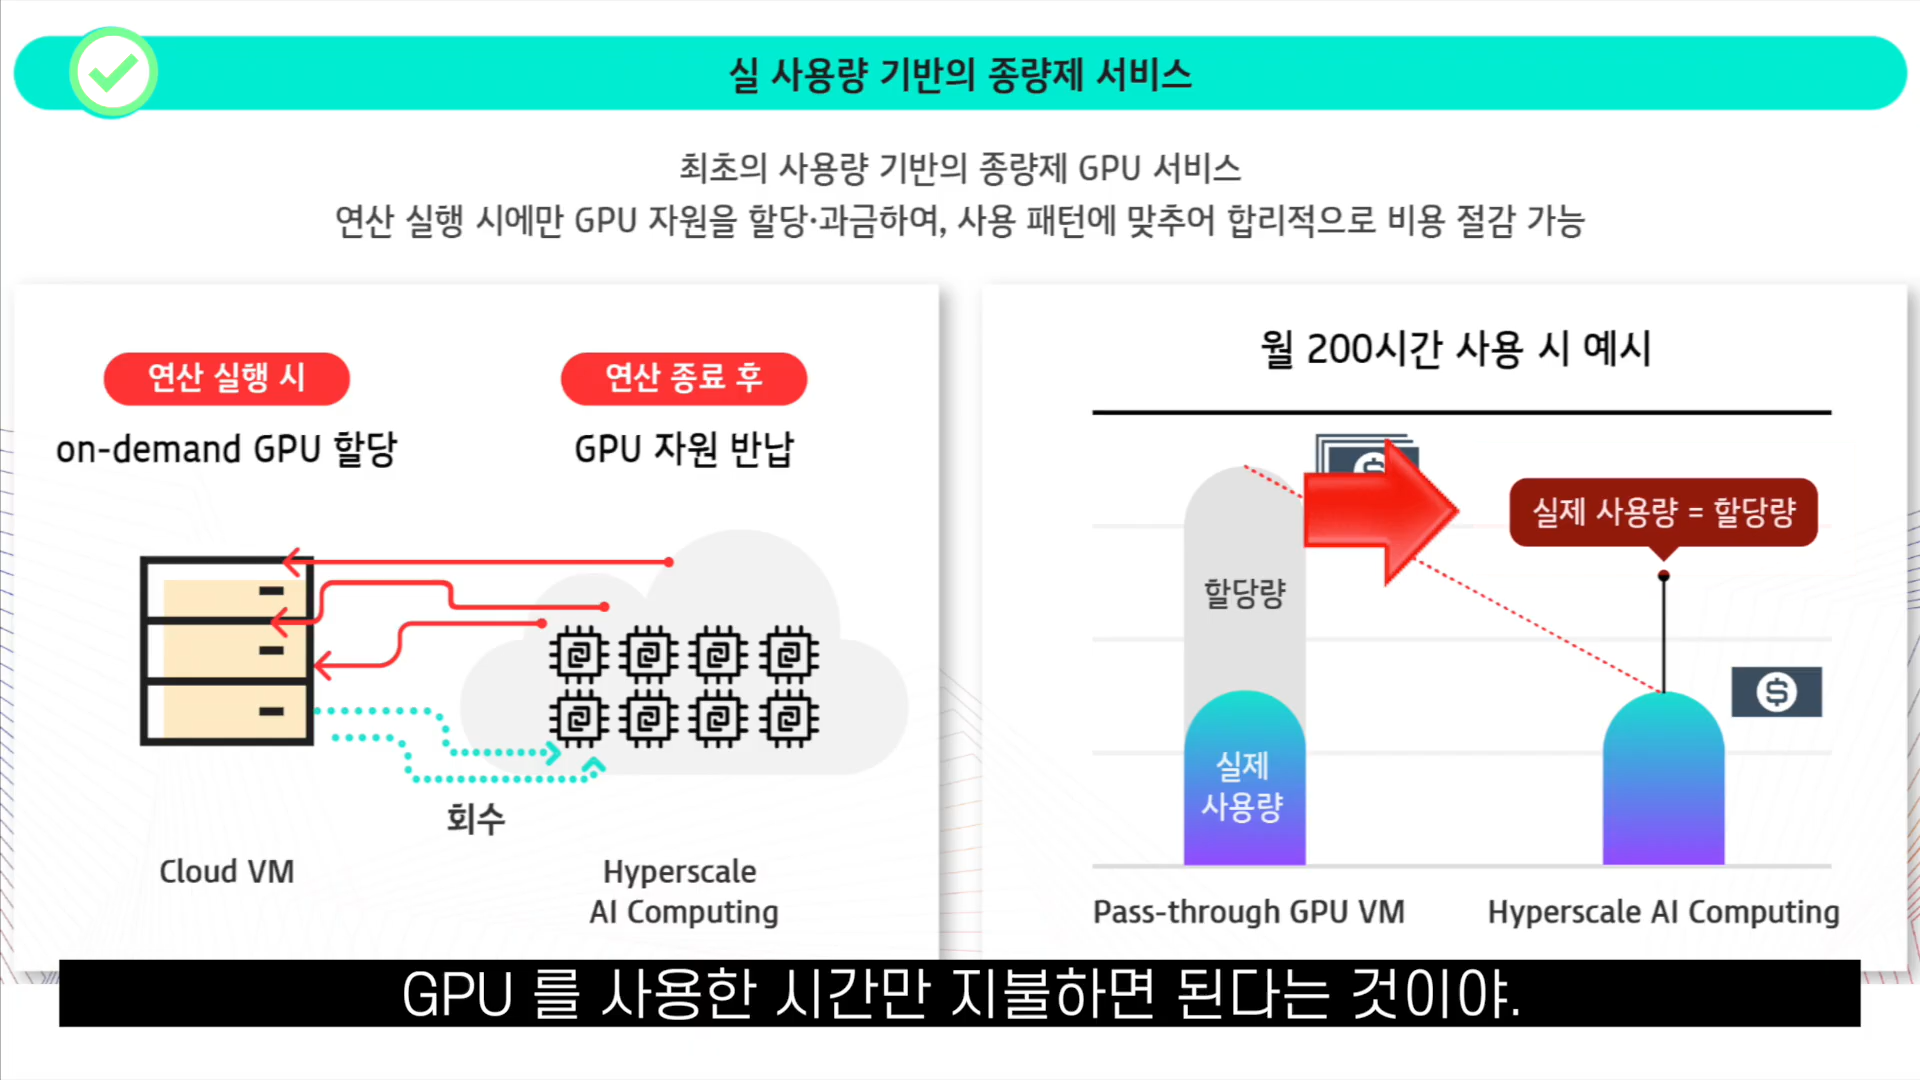 실 사용량 기반의 종량제 서비스
최초의 사용량 기반의 종량제 GPU 서비스
연산 실행 시에만 GPU 자원을 할당·과금하여, 사용 패턴에 맞추어 합리적으로 비용 절감 가능
연산 실행 시
on-demand GPU 할당
연산 종료 후
GPU 자원 반납
회수
Cloud VM
Hyperscale
AI Computing
월 200시간 사용 시 예시
실제 사용량 = 할당량
할당량
실제
사용량
Pass-through GPU VM
Hyperscale AI Computing
GPU 를 사용한 시간만 지불하면 된다는 것이야.